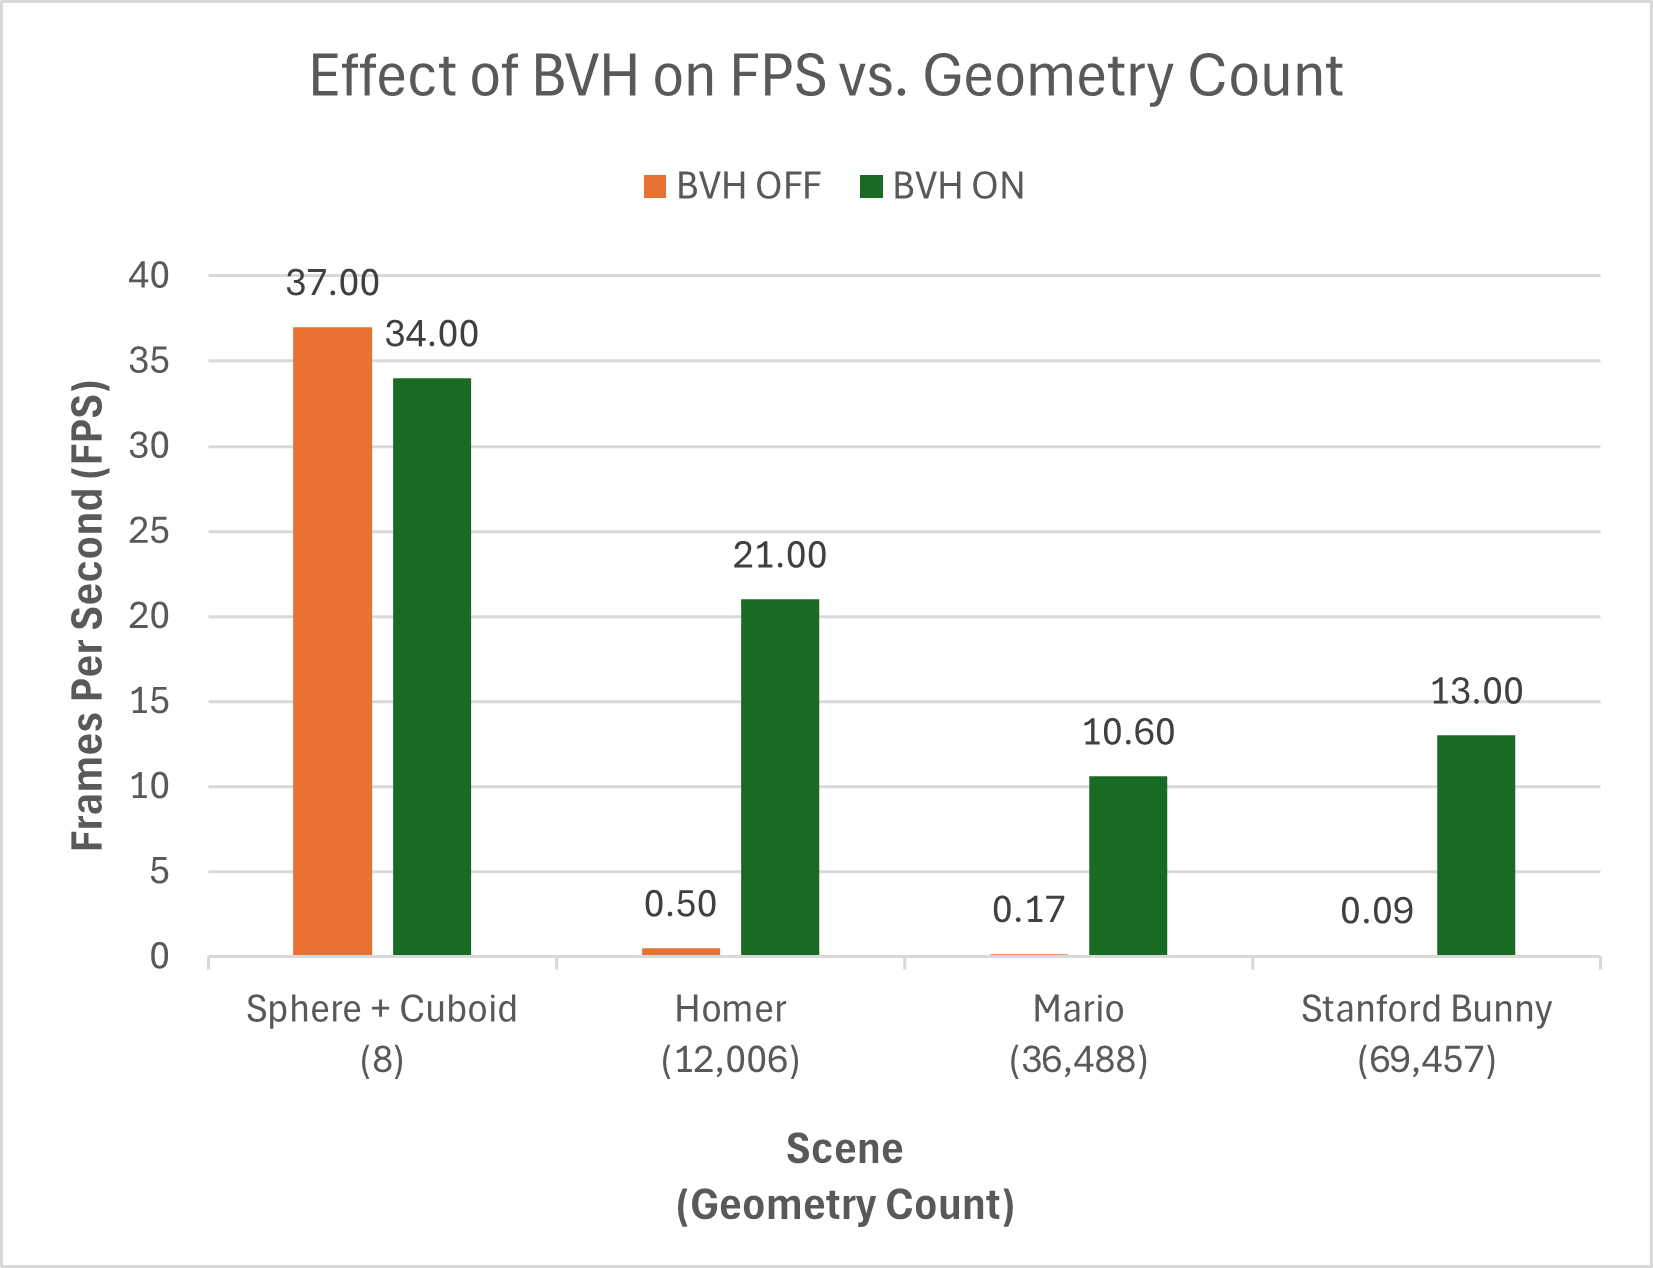 Effect of BVH on FPS vs. Geometry Count
BVH OFF BVH ON
Frames Per Second (FPS)
40
35
30
25
20
15
10
5
0
37.00
34.00
0.50
21.00
0.17
10.60
0.09
13.00
Sphere + Cuboid
(8)
Homer
(12,006)
Mario
(36,488)
Stanford Bunny
(69,457)
Scene
(Geometry Count)